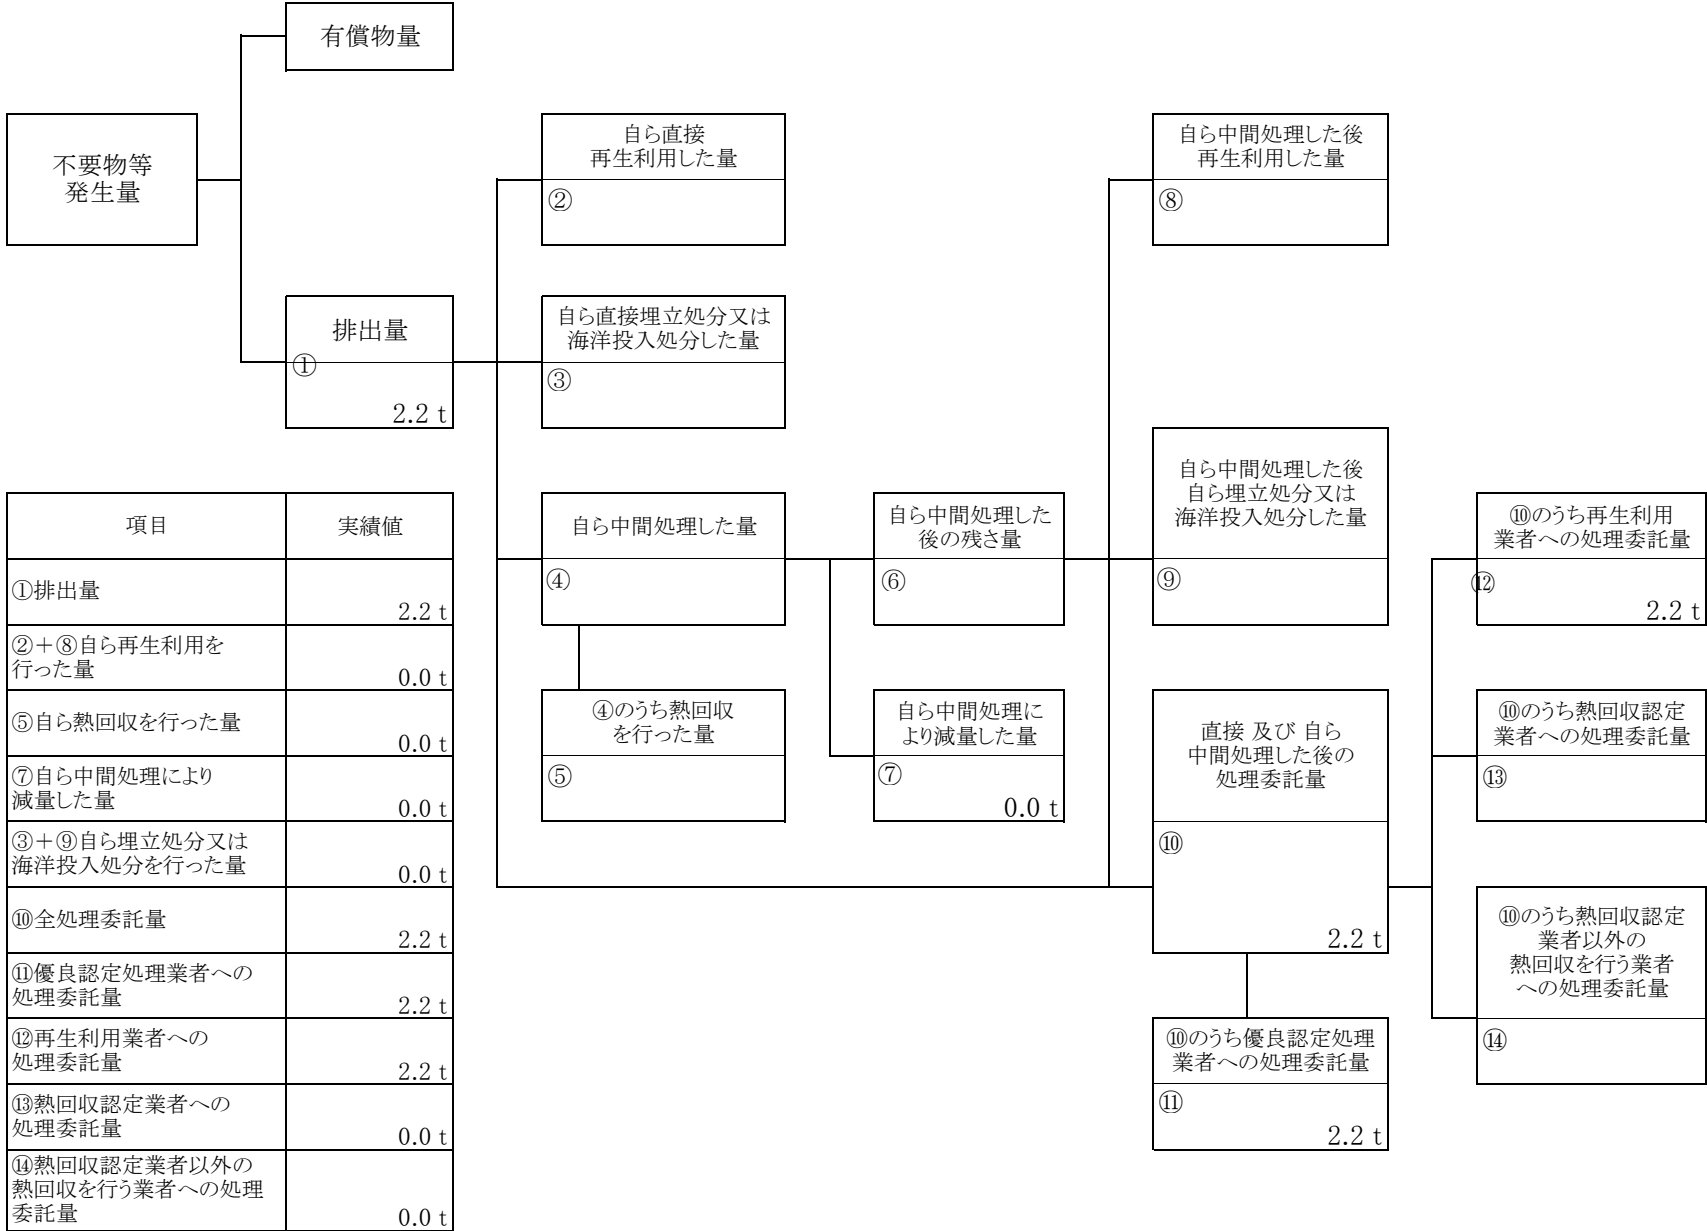 有償物量
不要物等
発生量
自ら直接
再生利用した量
②
自ら中間処理した後
再生利用した量
⑧
排出量
①
2.2 t
自ら直接埋立処分又は
海洋投入処分した量
③
自ら中間処理した量
④
自ら中間処理した
後の残さ量
⑥
自ら中間処理した後
自ら埋立処分又は
海洋投入処分した量
⑨
⑩のうち再生利用
業者への処理委託量
⑫
2.2 t
④のうち熱回収
を行った量
⑤
自ら中間処理に
より減量した量
⑦
0.0 t
直接 及び 自ら
中間処理した後の
処理委託量
⑩
2.2 t
⑩のうち熱回収認定
業者への処理委託量
⑬
⑩のうち熱回収認定
業者以外の
熱回収を行う業者
への処理委託量
⑭
⑩のうち優良認定処理
業者への処理委託量
⑪
2.2 t
項目 実績値
①排出量
2.2 t
②+⑧自ら再生利用を
行った量
0.0 t
⑤自ら熱回収を行った量
0.0 t
⑦自ら中間処理により
減量した量
0.0 t
③+⑨自ら埋立処分又は
海洋投入処分を行った量
0.0 t
⑩全処理委託量
2.2 t
⑪優良認定処理業者への
処理委託量
2.2 t
⑫再生利用業者への
処理委託量
2.2 t
⑬熱回収認定業者への
処理委託量
0.0 t
⑭熱回収認定業者以外の
熱回収を行う業者への処理
委託量
0.0 t